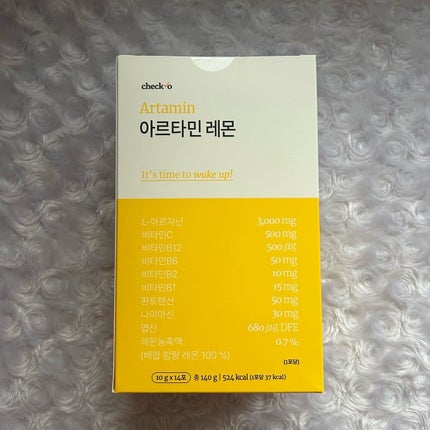 check·o
Artamin
아르타민 레몬
It's time to wake up!
L-아르지닌 3,000 mg
비타민C 500 mg
비타민B12 500 µg
비타민B6 50 mg
비타민B2 10 mg
비타민B1 15 mg
판토텐산 50 mg
나이아신 30 mg
엽산 680 µg DFE
레몬농축액 0.7 %
(배합 함량 레몬 100 %)
(1포당)
10 g x 14포 총 140 g | 524 kcal (1포당 37 kcal)